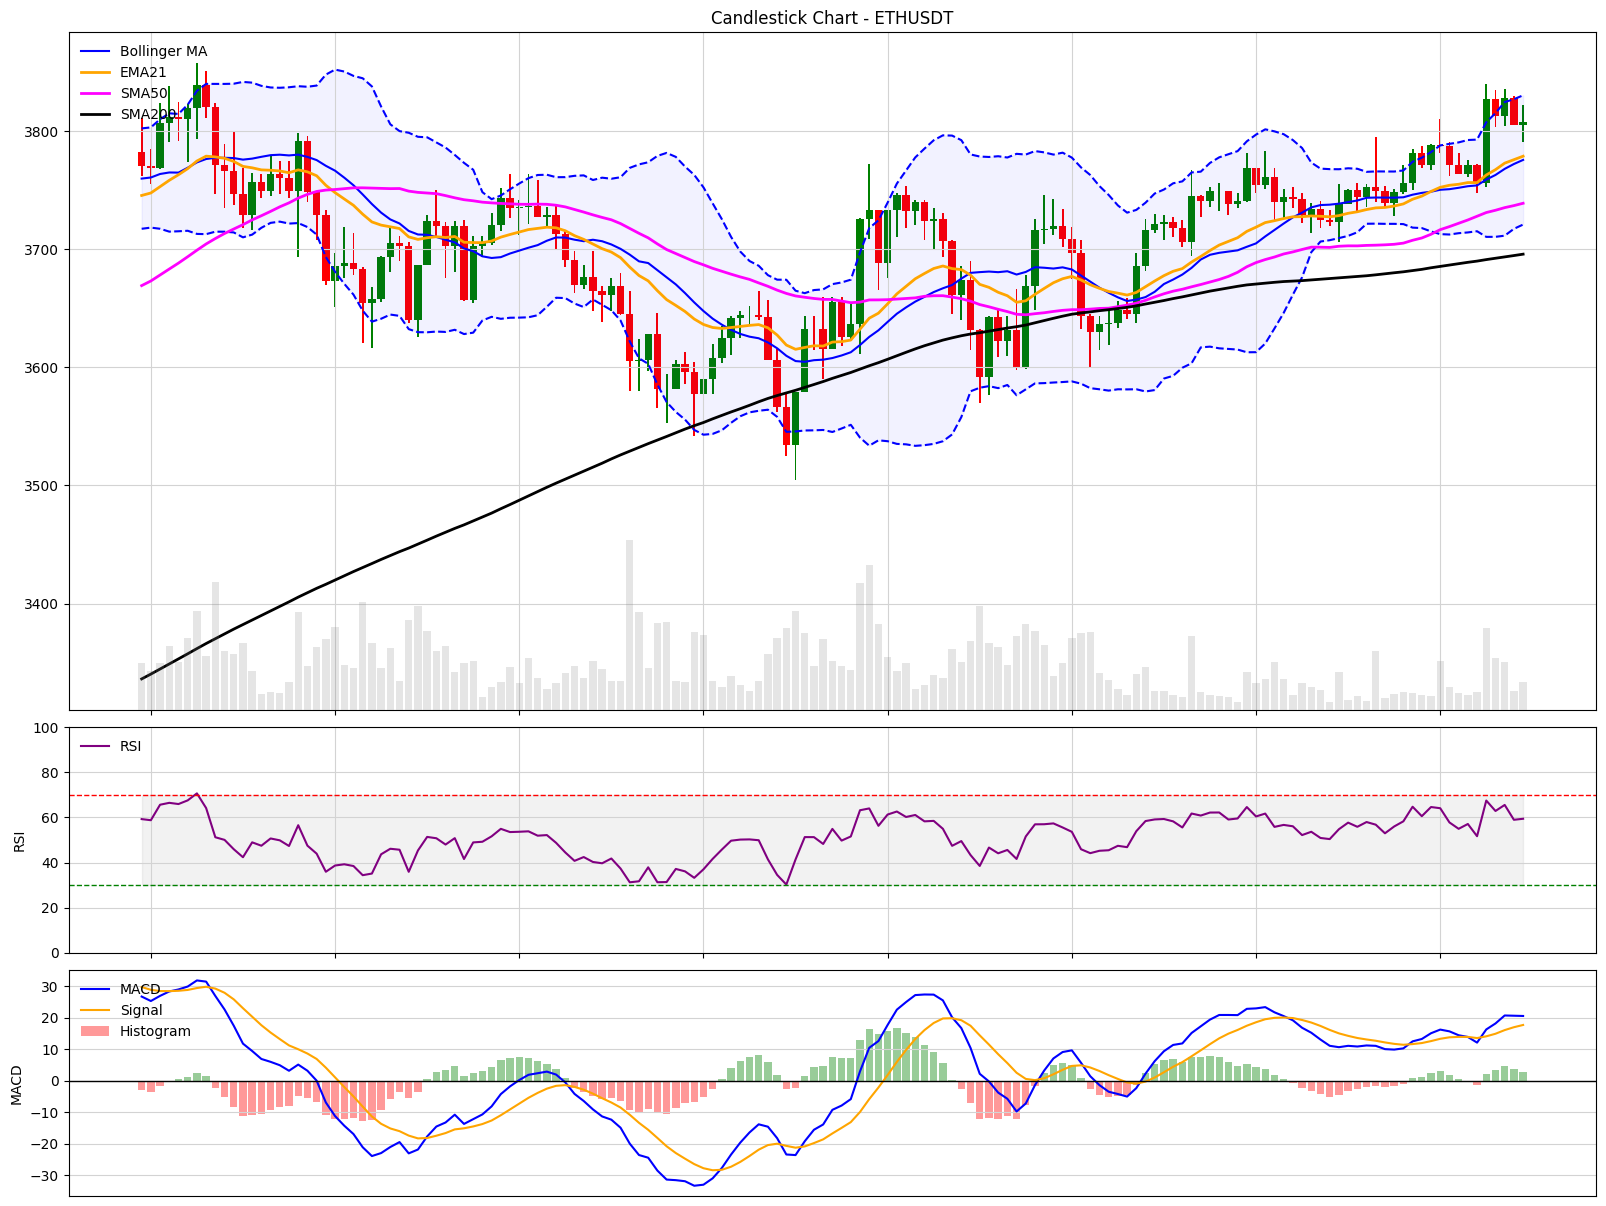 Candlestick Chart - ETHUSDT
Bollinger MA
EMA21
SMA50
SMA200
3800
3700
3600
3500
3400
100
80
60
40
20
0
RSI
RSI
30
20
10
0
−10
−20
−30
MACD
MACD
Signal
Histogram